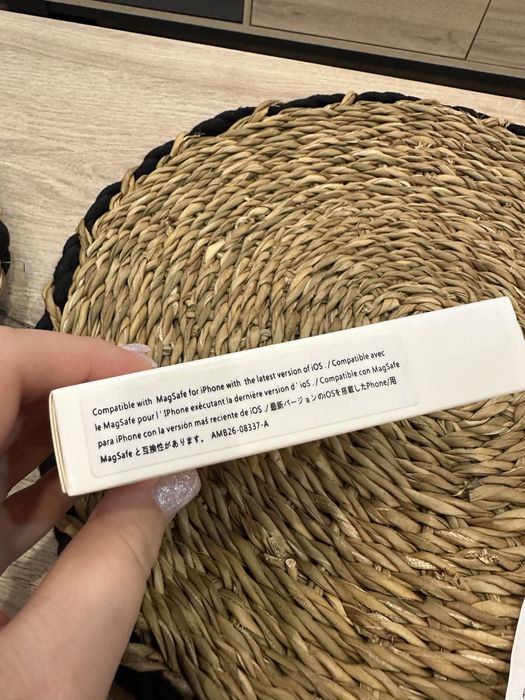 Compatible with MagSafe for iPhone with the latest version of iOS . / Compatible avec
le MagSafe pour l ' IPhone exécutant la dernière version d ' ioS . / Compatible con MagSafe
para iPhone con la versión más reciente de iOS . / 最新バージョンのiOSを搭載したPhone/用
MagSafe と互換性があります。 AMB26-08337-A